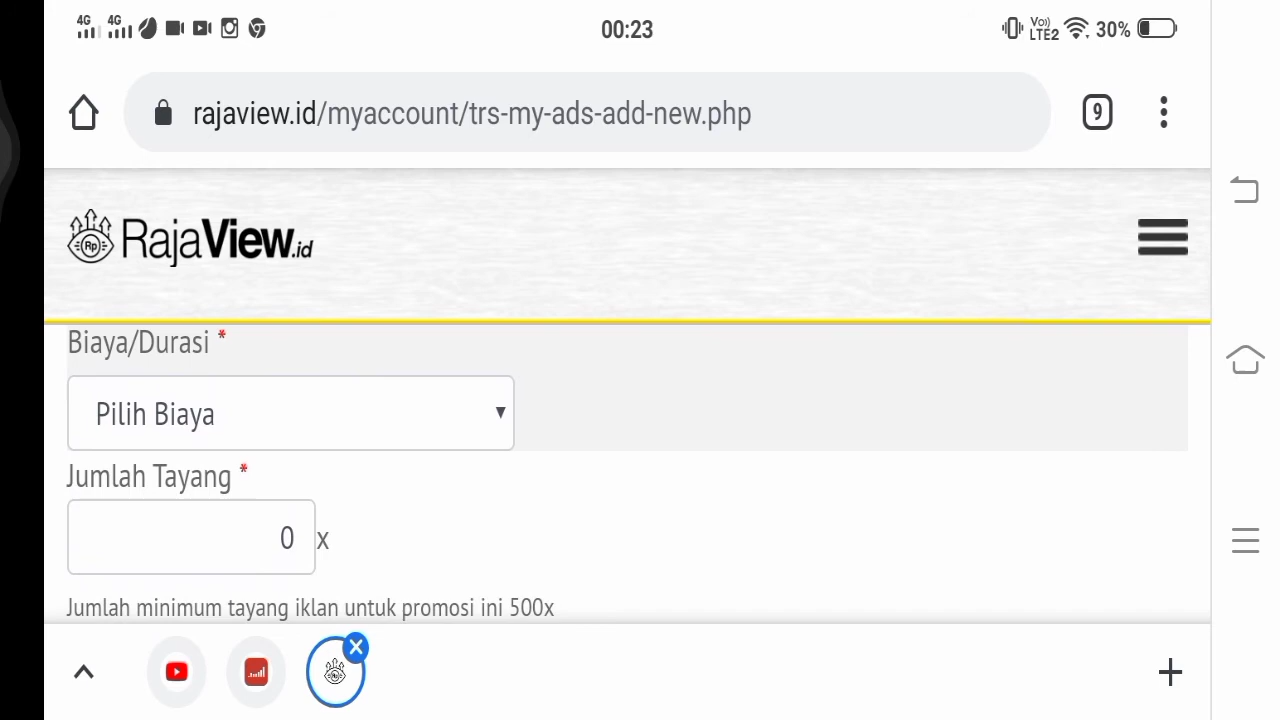 4G 4G 00:23 Vo) LTE2 30%
rajaview.id/myaccount/trs-my-ads-add-new.php 9
Rp RajaView.id
Biaya/Durasi *
Pilih Biaya
Jumlah Tayang *
0 x
Jumlah minimum tayang iklan untuk promosi ini 500x